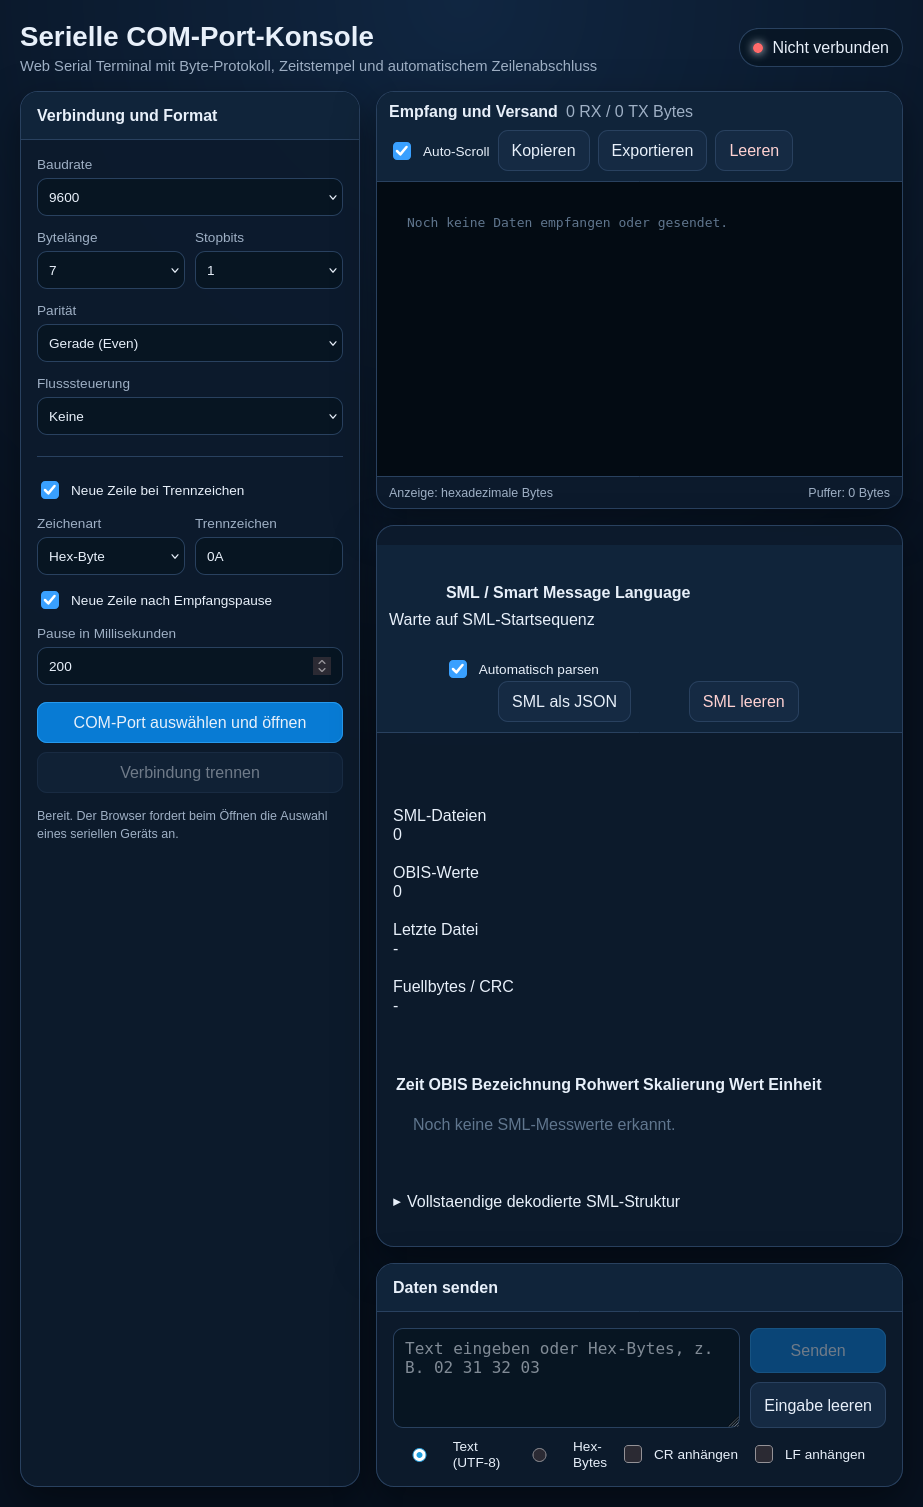 Serielle COM-Port-Konsole
Web Serial Terminal mit Byte-Protokoll, Zeitstempel und automatischem Zeilenabschluss
Nicht verbunden
Verbindung und Format
Baudrate
9600
Bytelänge
Stopbits
7
1
Parität
Gerade (Even)
Flusssteuerung
Keine
Neue Zeile bei Trennzeichen
Zeichenart
Trennzeichen
Hex-Byte
0A
Neue Zeile nach Empfangspause
Pause in Millisekunden
200
COM-Port auswählen und öffnen
Verbindung trennen
Bereit. Der Browser fordert beim Öffnen die Auswahl
eines seriellen Geräts an.
Empfang und Versand 0 RX / 0 TX Bytes
Auto-Scroll
Kopieren
Exportieren
Leeren
Noch keine Daten empfangen oder gesendet.
Anzeige: hexadezimale Bytes
Puffer: 0 Bytes
SML / Smart Message Language
Warte auf SML-Startsequenz
Automatisch parsen
SML als JSON
SML leeren
SML-Dateien
0
OBIS-Werte
0
Letzte Datei
-
Fuellbytes / CRC
-
Zeit OBIS Bezeichnung Rohwert Skalierung Wert Einheit
Noch keine SML-Messwerte erkannt.
Vollstaendige dekodierte SML-Struktur
Daten senden
Text eingeben oder Hex-Bytes, z.
B. 02 31 32 03
Senden
Eingabe leeren
Text
(UTF-8)
Hex-
Bytes
CR anhängen
LF anhängen